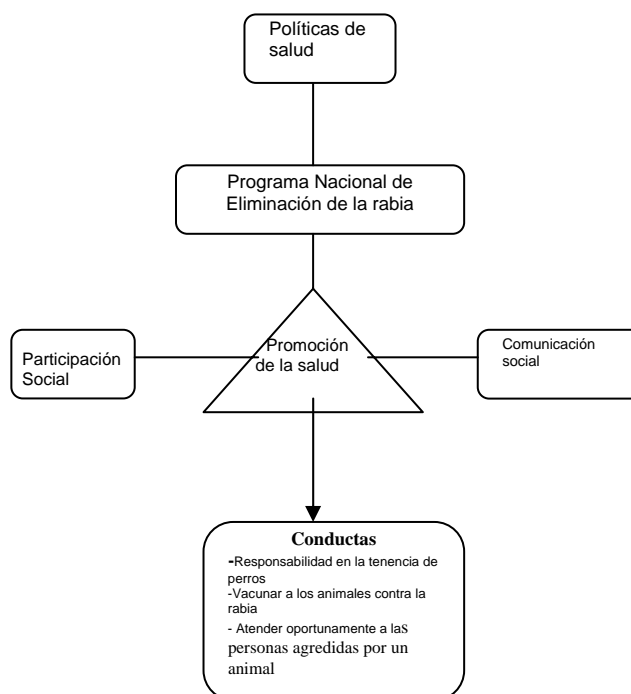 Políticas de
salud
Programa Nacional de
Eliminación de la rabia
Promoción
de la salud
Participación
Social
Comunicación
social
Conductas
-Responsabilidad en la tenencia de
perros
-Vacunar a los animales contra la
rabia
- Atender oportunamente a las
personas agredidas por un
animal